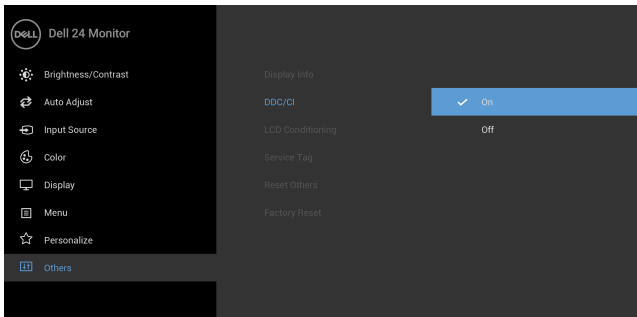 DELL
Dell 24 Monitor
Brightness/Contrast
Auto Adjust
Input Source
Color
Display
Menu
Personalize
Others
Display Info
DDC/CI
LCD Conditioning
Service Tag
Reset Others
Factory Reset
On
Off